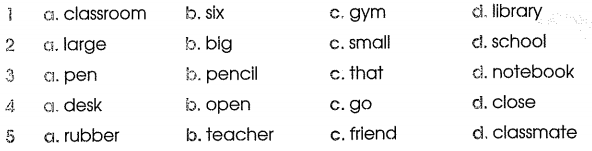 1 a. classroom b. six c. gym d. library
2 a. large b. big c. small d. school
3 a. pen b. pencil c. that d. notebook
4 a. desk b. open c. go d. close
5 a. rubber b. teacher c. friend d. classmate